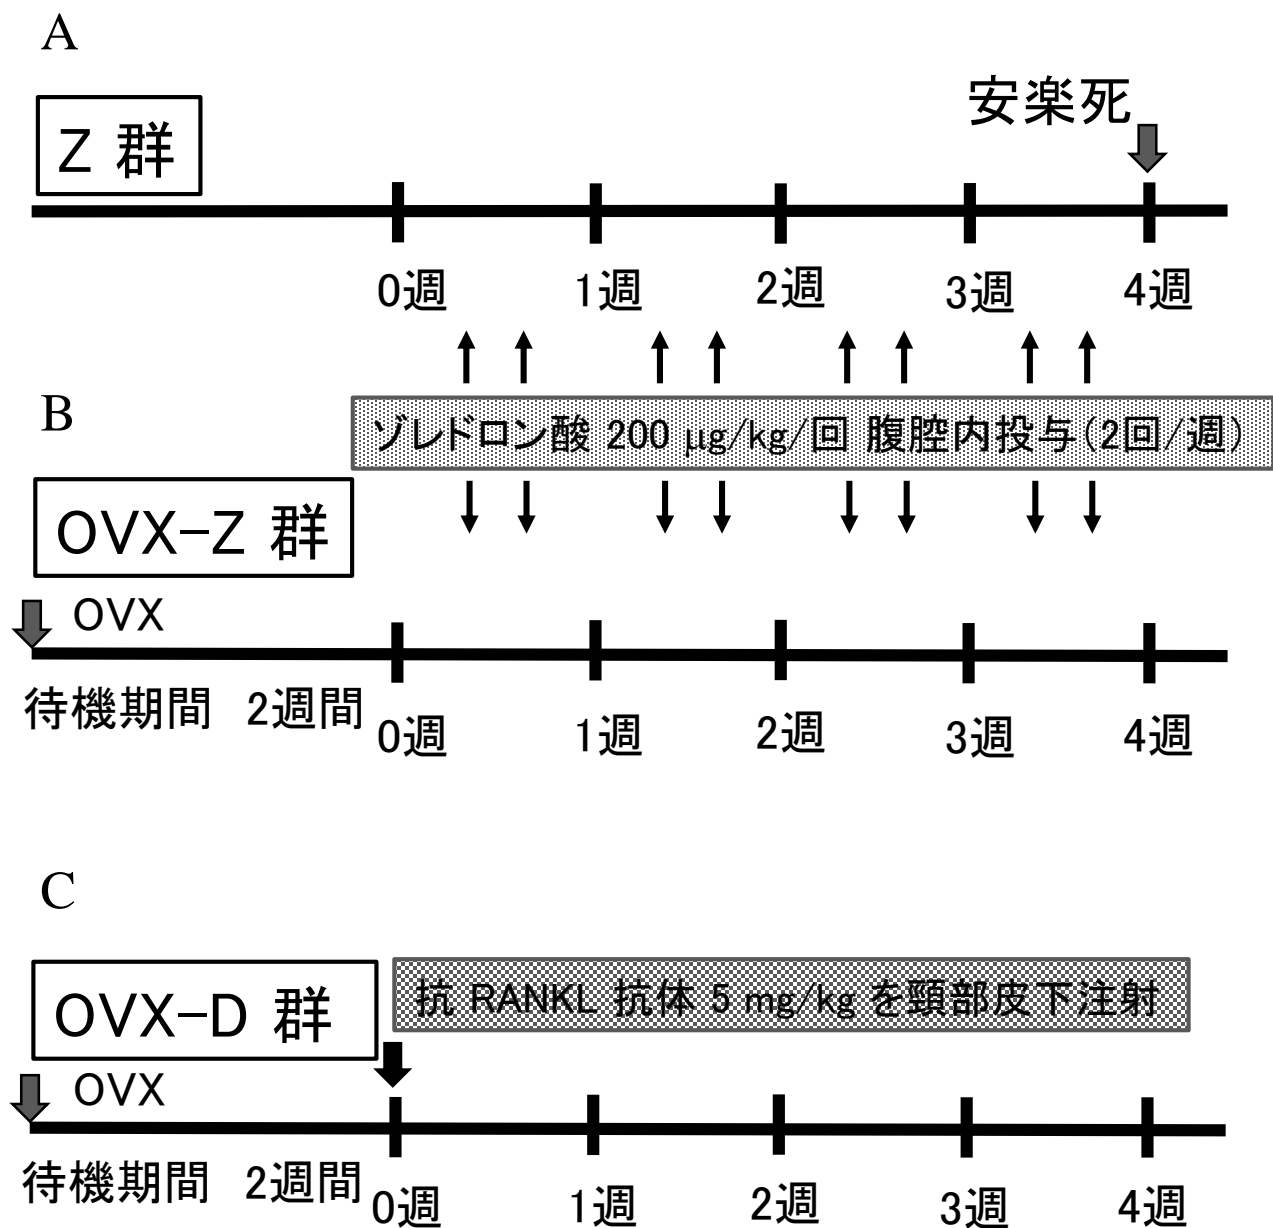 A
安楽死
Z 群
0週 1週 2週 3週 4週
B
ゾレドロン酸 200 μg/kg/回 腹腔内投与(2回/週)
OVX-Z 群
OVX
待機期間 2週間
0週 1週 2週 3週 4週
C
OVX-D 群
抗 RANKL 抗体 5 mg/kg を頸部皮下注射
OVX
待機期間 2週間
0週 1週 2週 3週 4週